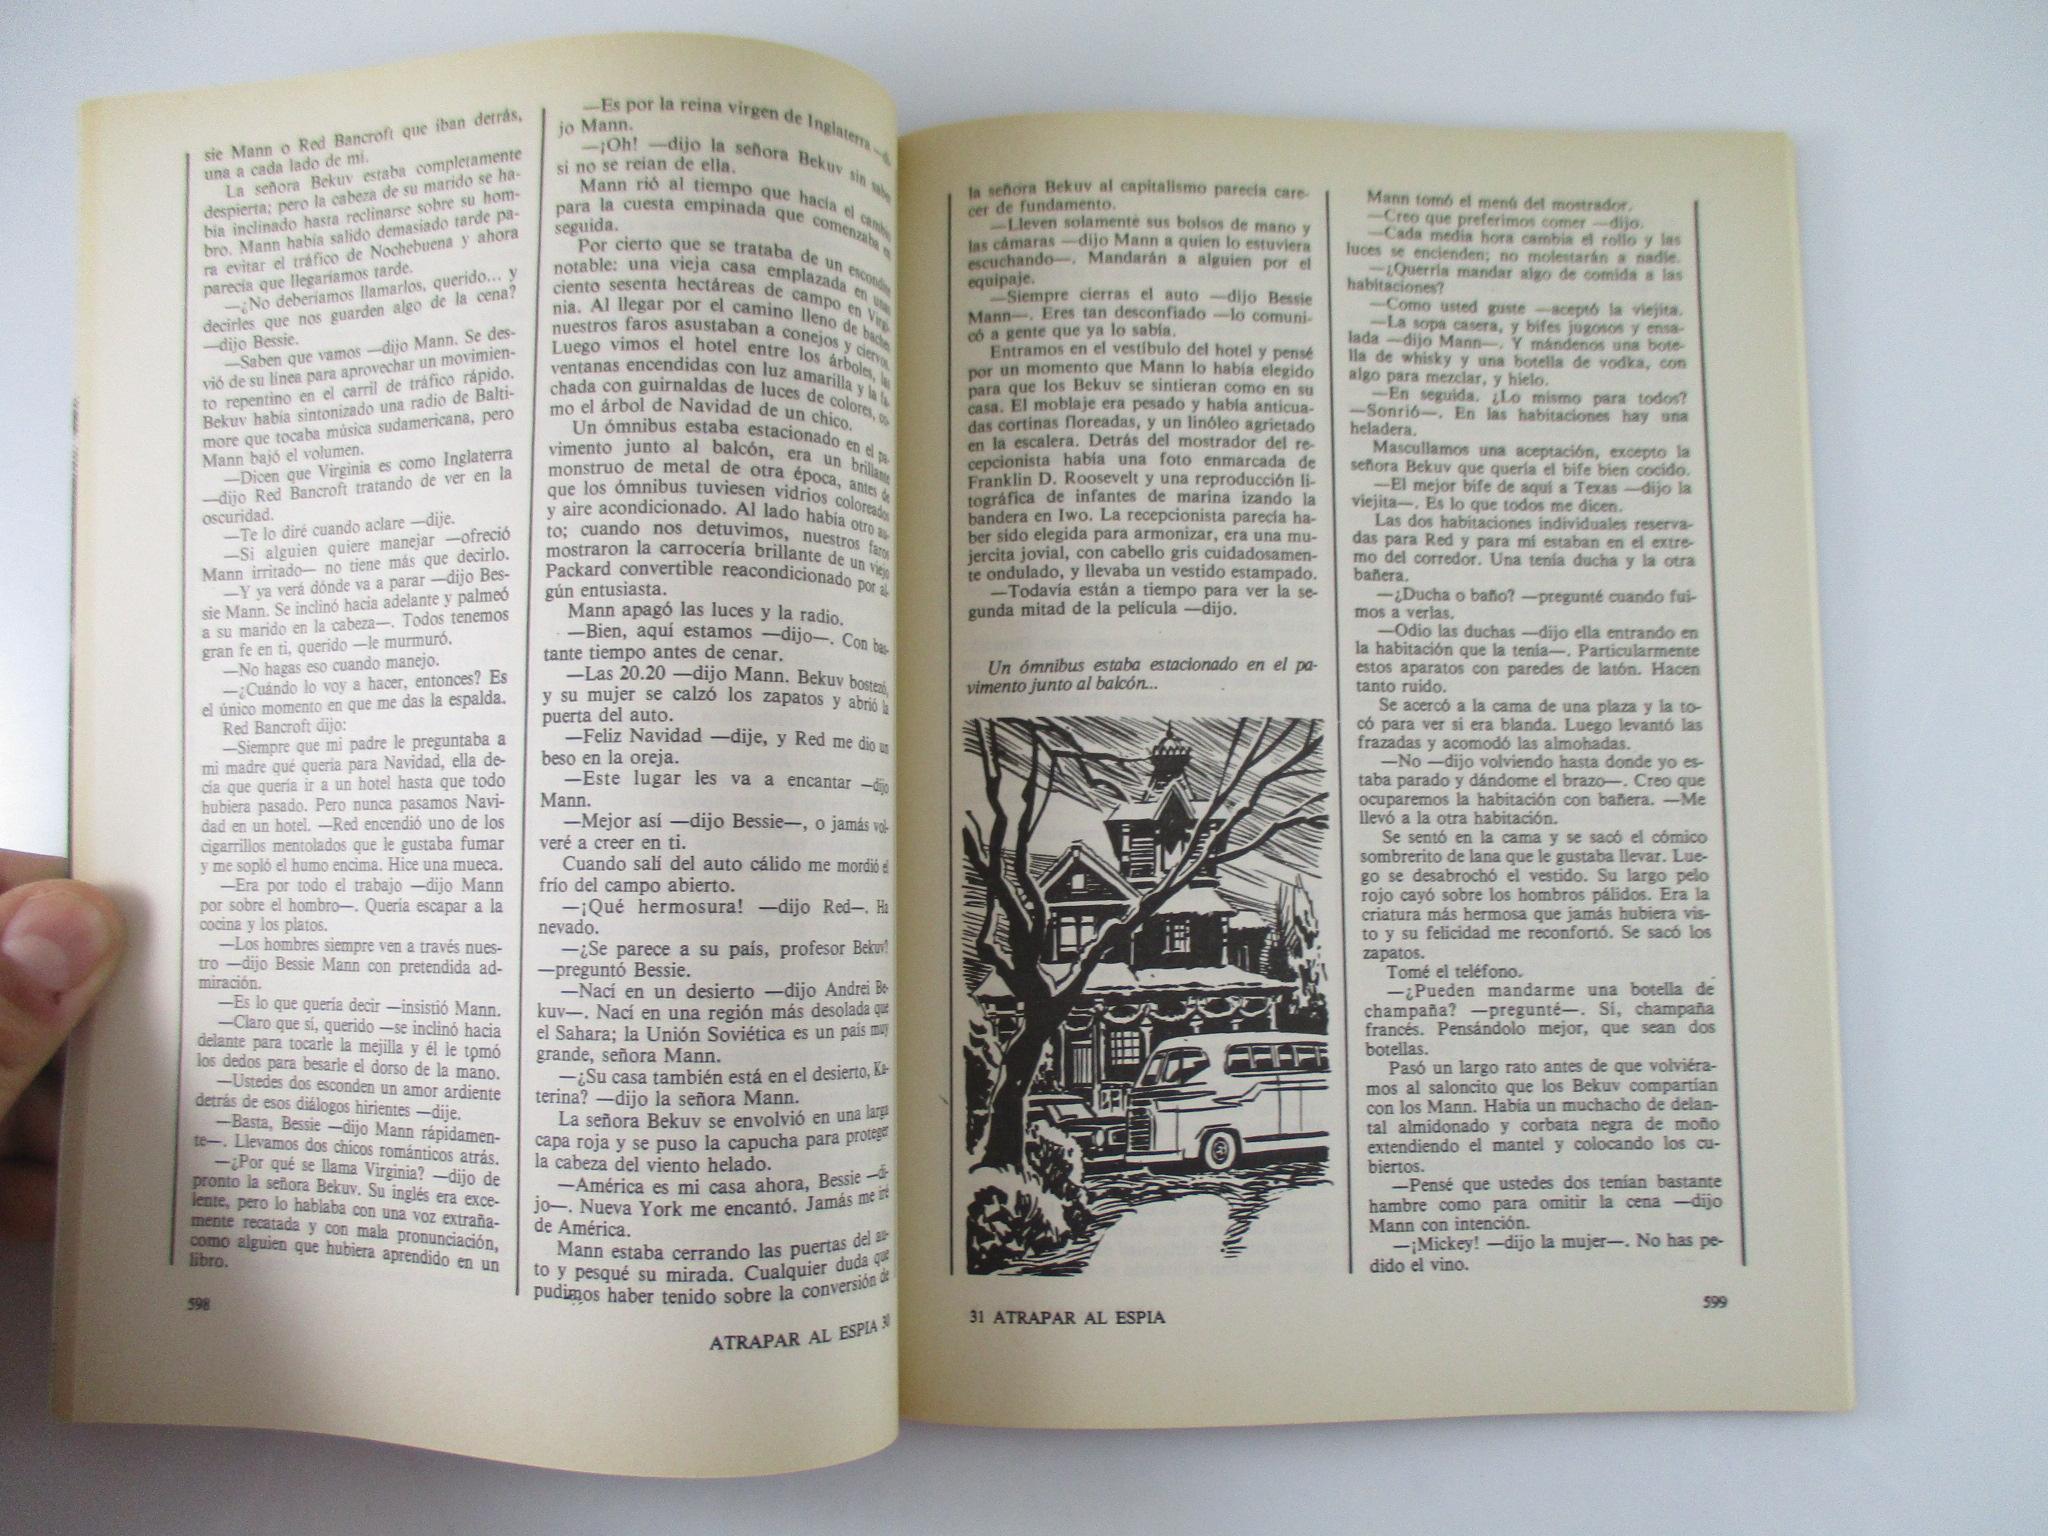 sie Mann o Red Bancroft que iban detrás,
una a cada lado de mí.
La señora Bekuv estaba completamente
despierta; pero la cabeza de su marido se ha-
bía inclinado hasta reclinarse sobre su hom-
bro. Mann había salido demasiado tarde pa-
ra evitar el tráfico de Nochebuena y ahora
parecía que llegaríamos tarde.
—¿No deberíamos llamarlos, querido... y
decirles que nos guarden algo de la cena?
—dijo Bessie.
—Saben que vamos —dijo Mann. Se des-
vió de su línea para aprovechar un movimien-
to repentino en el carril de tráfico rápido.
Bekuv había sintonizado una radio de Balti-
more que tocaba música sudamericana, pero
Mann bajó el volumen.
—Dicen que Virginia es como Inglaterra
—dijo Red Bancroft tratando de ver en la
oscuridad.
—Te lo diré cuando aclare —dije.
—Si alguien quiere manejar —ofreció
Mann irritado— no tiene más que decirlo.
—Y ya verá dónde va a parar —dijo Bes-
sie Mann. Se inclinó hacia adelante y palmeó
a su marido en la cabeza—. Todos tenemos
gran fe en ti, querido —le murmuró.
—No hagas eso cuando manejo.
—¿Cuándo lo voy a hacer, entonces? Es
el único momento en que me das la espalda.
Red Bancroft dijo:
—Siempre que mi padre le preguntaba a
mi madre qué quería para Navidad, ella de-
cía que quería ir a un hotel hasta que todo
hubiera pasado. Pero nunca pasamos Navi-
dad en un hotel. —Red encendió uno de los
cigarrillos mentolados que le gustaba fumar
y me sopló el humo encima. Hice una mueca.
—Era por todo el trabajo —dijo Mann
por sobre el hombro—. Quería escapar a la
cocina y los platos.
—Los hombres siempre ven a través nues-
tro —dijo Bessie Mann con pretendida ad-
miración.
—Es lo que quería decir —insistió Mann.
—Claro que sí, querido —se inclinó hacia
delante para tocarle la mejilla y él le tomó
los dedos para besarle el dorso de la mano.
—Ustedes dos esconden un amor ardiente
detrás de esos diálogos hirientes —dije.
—Basta, Bessie —dijo Mann rápidamen-
te—. Llevamos dos chicos románticos atrás.
—¿Por qué se llama Virginia? —dijo de
pronto la señora Bekuv. Su inglés era exce-
lente, pero lo hablaba con una voz extraña-
mente recatada y con mala pronunciación,
como alguien que hubiera aprendido en un
libro.
598
—Es por la reina virgen de Inglaterra —di-
jo Mann.
—¡Oh! —dijo la señora Bekuv sin saber
si no se reían de ella.
Mann rió al tiempo que hacía el cambio
para la cuesta empinada que comenzaba en
seguida.
Por cierto que se trataba de un escondite
notable: una vieja casa emplazada en unas
ciento sesenta hectáreas de campo en Virgi-
nia. Al llegar por el camino lleno de baches
nuestros faros asustaban a conejos y ciervos.
Luego vimos el hotel entre los árboles, las
ventanas encendidas con luz amarilla y la fa-
chada con guirnaldas de luces de colores, co-
mo el árbol de Navidad de un chico.
Un ómnibus estaba estacionado en el pa-
vimento junto al balcón, era un brillante
monstruo de metal de otra época, antes de
que los ómnibus tuviesen vidrios coloreados
y aire acondicionado. Al lado había otro au-
to; cuando nos detuvimos, nuestros faros
mostraron la carrocería brillante de un viejo
Packard convertible reacondicionado por al-
gún entusiasta.
Mann apagó las luces y la radio.
—Bien, aquí estamos —dijo—. Con bas-
tante tiempo antes de cenar.
—Las 20.20 —dijo Mann. Bekuv bostezó,
y su mujer se calzó los zapatos y abrió la
puerta del auto.
—Feliz Navidad —dije, y Red me dio un
beso en la oreja.
—Este lugar les va a encantar —dijo
Mann.
—Mejor así —dijo Bessie—, o jamás vol-
veré a creer en ti.
Cuando salí del auto cálido me mordió el
frío del campo abierto.
—¡Qué hermosura! —dijo Red—. Ha
nevado.
—¿Se parece a su país, profesor Bekuv?
—preguntó Bessie.
—Nací en un desierto —dijo Andrei Be-
kuv—. Nací en una región más desolada que
el Sahara; la Unión Soviética es un país muy
grande, señora Mann.
—¿Su casa también está en el desierto, Ka-
terina? —dijo la señora Mann.
La señora Bekuv se envolvió en una larga
capa roja y se puso la capucha para proteger
la cabeza del viento helado.
—América es mi casa ahora, Bessie —di-
jo—. Nueva York me encantó. Jamás me iré
de América.
Mann estaba cerrando las puertas del au-
to y pesqué su mirada. Cualquier duda que
pudimos haber tenido sobre la conversión de
ATRAPAR AL ESPIA 30
la señora Bekuv al capitalismo parecía care-
cer de fundamento.
—Lleven solamente sus bolsos de mano y
las cámaras —dijo Mann a quien lo estuviera
escuchando—. Mandarán a alguien por el
equipaje.
—Siempre cierras el auto —dijo Bessie
Mann—. Eres tan desconfiado —lo comuni-
có a gente que ya lo sabía.
Entramos en el vestíbulo del hotel y pensé
por un momento que Mann lo había elegido
para que los Bekuv se sintieran como en su
casa. El moblaje era pesado y había anticua-
das cortinas floreadas, y un linóleo agrietado
en la escalera. Detrás del mostrador del re-
cepcionista había una foto enmarcada de
Franklin D. Roosevelt y una reproducción li-
tográfica de infantes de marina izando la
bandera en Iwo. La recepcionista parecía ha-
ber sido elegida para armonizar, era una mu-
jercita jovial, con cabello gris cuidadosamen-
te ondulado, y llevaba un vestido estampado.
—Todavía están a tiempo para ver la se-
gunda mitad de la película —dijo.
Un ómnibus estaba estacionado en el pa-
vimento junto al balcón...
31 ATRAPAR AL ESPIA
Mann tomó el menú del mostrador.
—Creo que preferimos comer —dijo.
—Cada media hora cambia el rollo y las
luces se encienden; no molestarán a nadie.
—¿Querría mandar algo de comida a las
habitaciones?
—Como usted guste —aceptó la viejita.
—La sopa casera, y bifes jugosos y ensa-
lada —dijo Mann—. Y mándenos una bote-
lla de whisky y una botella de vodka, con
algo para mezclar, y hielo.
—En seguida. ¿Lo mismo para todos?
—Sonrió—. En las habitaciones hay una
heladera.
Mascullamos una aceptación, excepto la
señora Bekuv que quería el bife bien cocido.
—El mejor bife de aquí a Texas —dijo la
viejita—. Es lo que todos me dicen.
Las dos habitaciones individuales reserva-
das para Red y para mí estaban en el extre-
mo del corredor. Una tenía ducha y la otra
bañera.
—¿Ducha o baño? —pregunté cuando fui-
mos a verlas.
—Odio las duchas —dijo ella entrando en
la habitación que la tenía—. Particularmente
estos aparatos con paredes de latón. Hacen
tanto ruido.
Se acercó a la cama de una plaza y la to-
có para ver si era blanda. Luego levantó las
frazadas y acomodó las almohadas.
—No —dijo volviendo hasta donde yo es-
taba parado y dándome el brazo—. Creo que
ocuparemos la habitación con bañera. —Me
llevó a la otra habitación.
Se sentó en la cama y se sacó el cómico
sombrerito de lana que le gustaba llevar. Lue-
go se desabrochó el vestido. Su largo pelo
rojo cayó sobre los hombros pálidos. Era la
criatura más hermosa que jamás hubiera vis-
to y su felicidad me reconfortó. Se sacó los
zapatos.
Tomé el teléfono.
—¿Pueden mandarme una botella de
champaña? —pregunté—. Sí, champaña
francés. Pensándolo mejor, que sean dos
botellas.
Pasó un largo rato antes de que volviéra-
mos al saloncito que los Bekuv compartían
con los Mann. Había un muchacho de delan-
tal almidonado y corbata negra de moño
extendiendo el mantel y colocando los cu-
biertos.
—Pensé que ustedes dos tenían bastante
hambre como para omitir la cena —dijo
Mann con intención.
—¡Mickey! —dijo la mujer—. No has pe-
dido el vino.
599